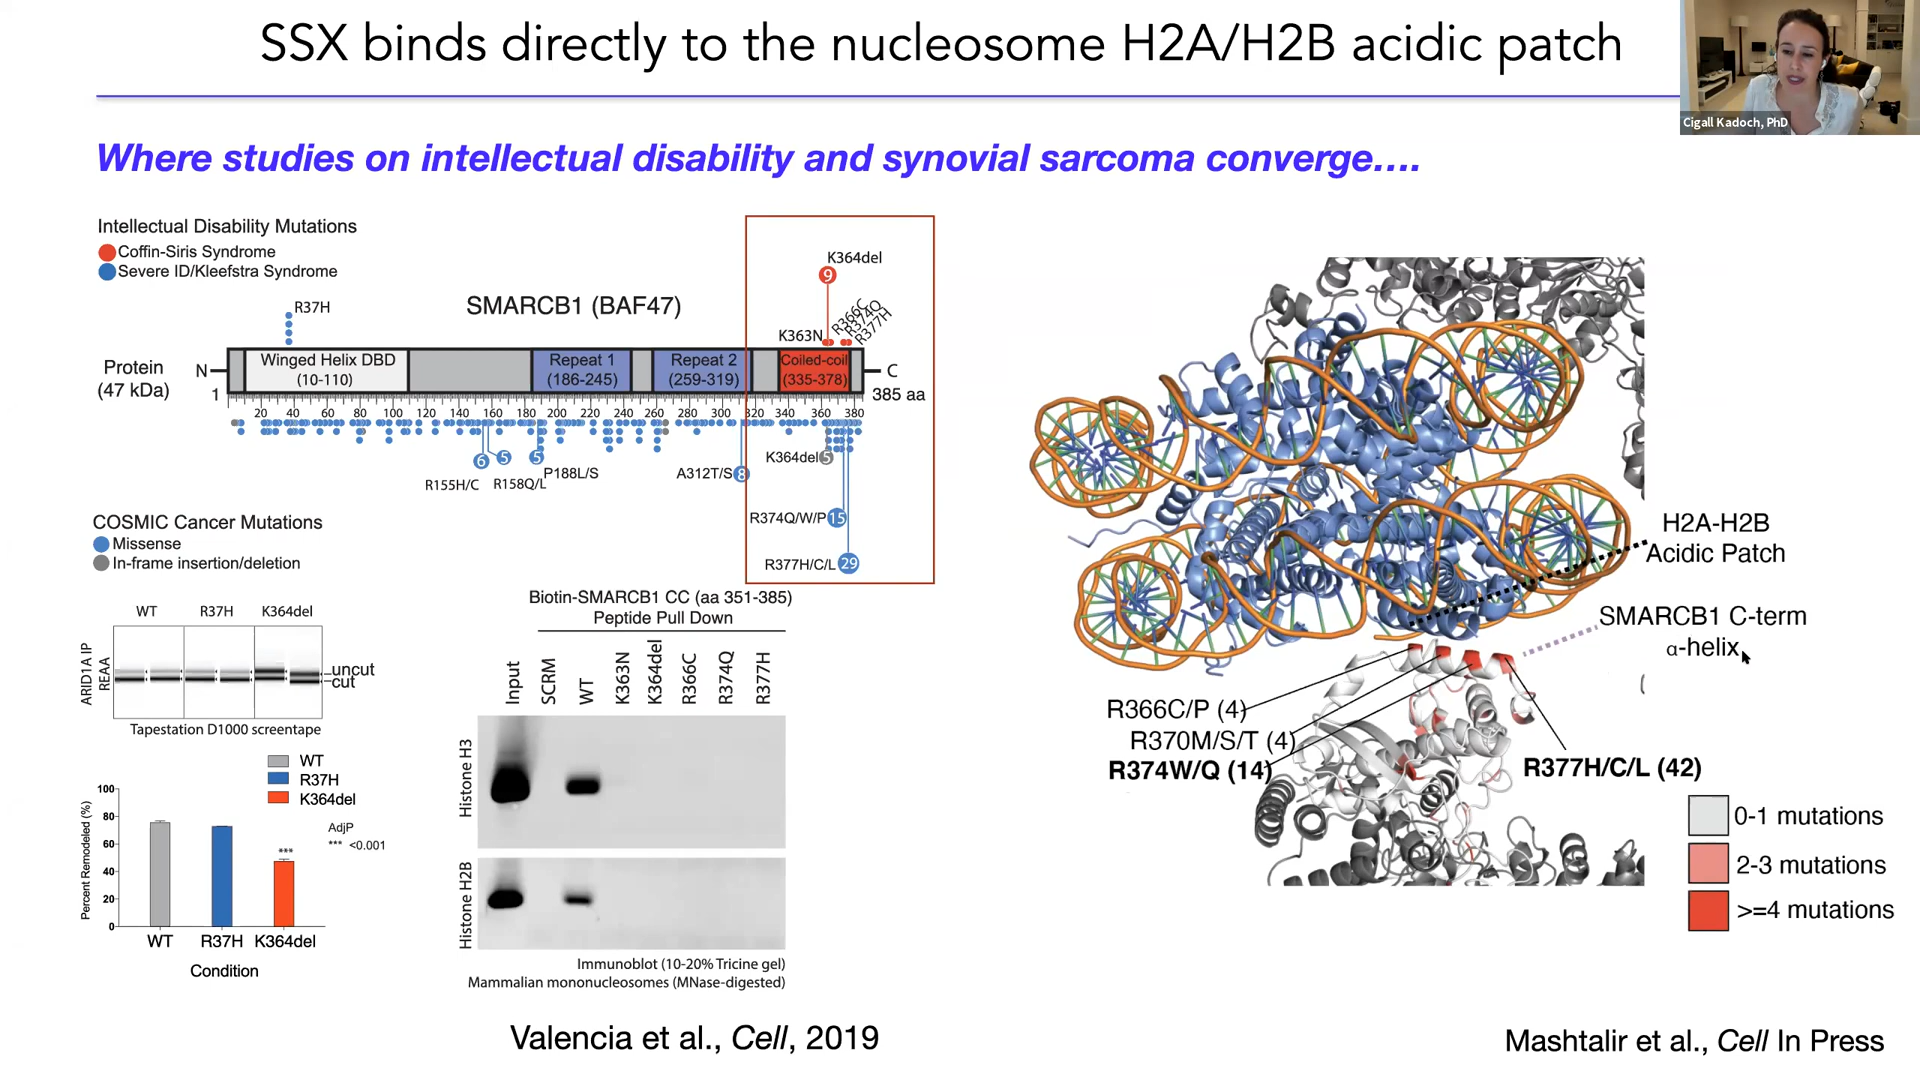 SSX binds directly to the nucleosome H2A/H2B acidic patch
Cigall Kadoch, PhD
Where studies on intellectual disability and synovial sarcoma converge....
Intellectual Disability Mutations
Coffin-Siris Syndrome
Severe ID/Kleefstra Syndrome
R37H
SMARCB1 (BAF47)
K364del
9
K363N
R366C
R374Q
R377H
Protein
(47 kDa)
N
Winged Helix DBD
(10-110)
Repeat 1
(186-245)
Repeat 2
(259-319)
Coiled-coil
(335-378)
C
1
385 aa
20 40 60 80 100 120 140 160 180 200 220 240 260 280 300 320 340 360 380
6
5
5
R155H/C
R158Q/L
P188L/S
A312T/S 8
K364del 5
R374Q/W/P 15
R377H/C/L 29
COSMIC Cancer Mutations
Missense
In-frame insertion/deletion
WT R37H K364del
ARID1A IP
REAA
uncut
cut
Tapestation D1000 screentape
WT
R37H
K364del
AdjP
*** <0.001
***
Percent Remodeled (%)
100
80
60
40
20
0
WT R37H K364del
Condition
Biotin-SMARCB1 CC (aa 351-385)
Peptide Pull Down
Input
SCRM
WT
K363N
K364del
R366C
R374Q
R377H
Histone H3
Histone H2B
Immunoblot (10-20% Tricine gel)
Mammalian mononucleosomes (MNase-digested)
Valencia et al., Cell, 2019
H2A-H2B
Acidic Patch
SMARCB1 C-term
α-helix
R366C/P (4)
R370M/S/T (4)
R374W/Q (14)
R377H/C/L (42)
0-1 mutations
2-3 mutations
>=4 mutations
Mashtalir et al., Cell In Press